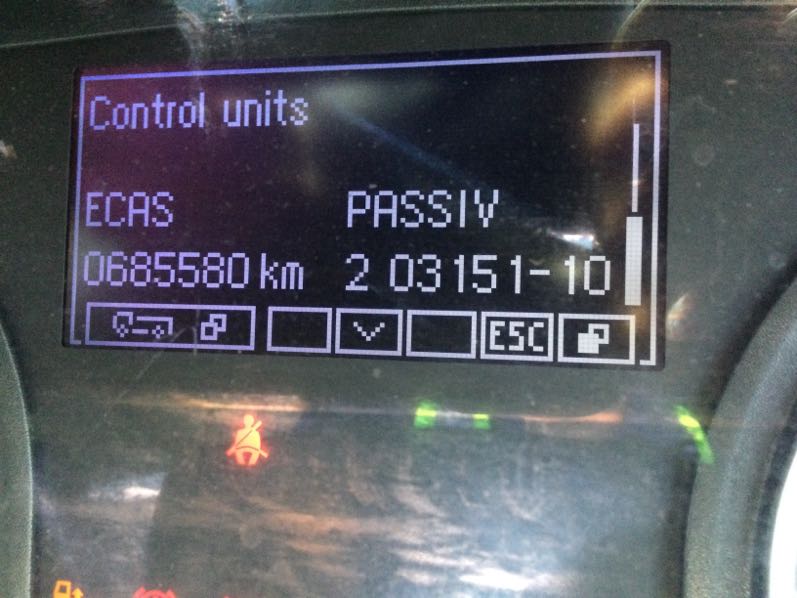 Control units
ECAS PASSIV
0685580 km 2 03151-10
ESC